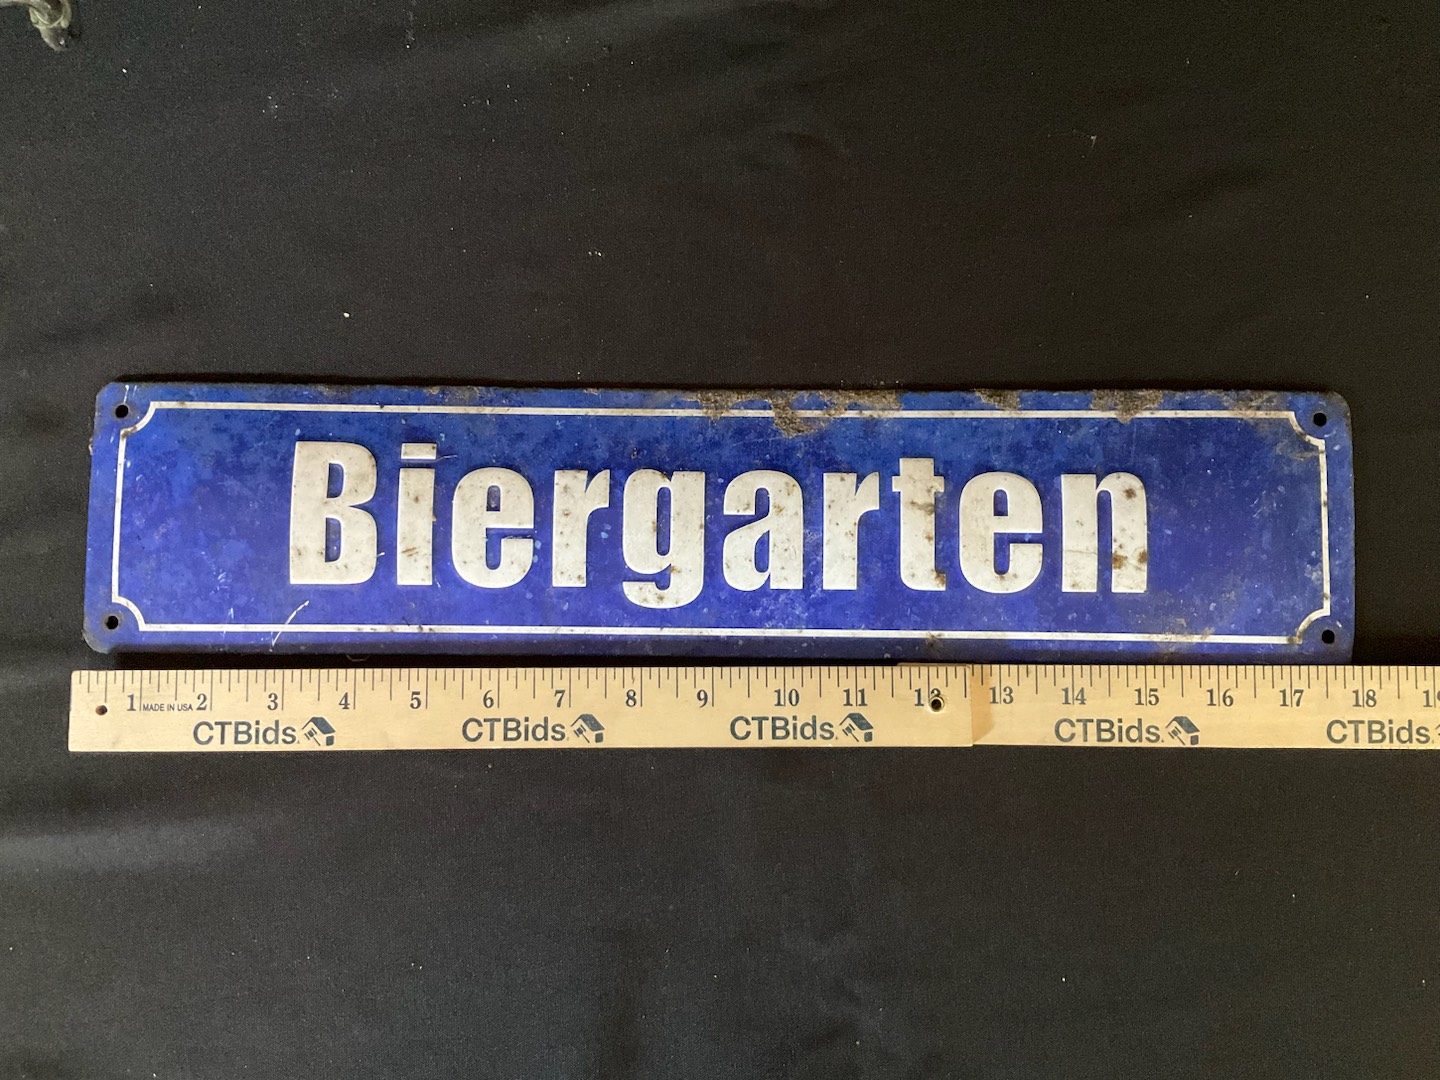 Biergarten
1 MADE IN USA 2 3 4 5 6 7 8 9 10 11 12 13 14 15 16 17 18 19
CTBids. CTBids. CTBids. CTBids. CTBids.